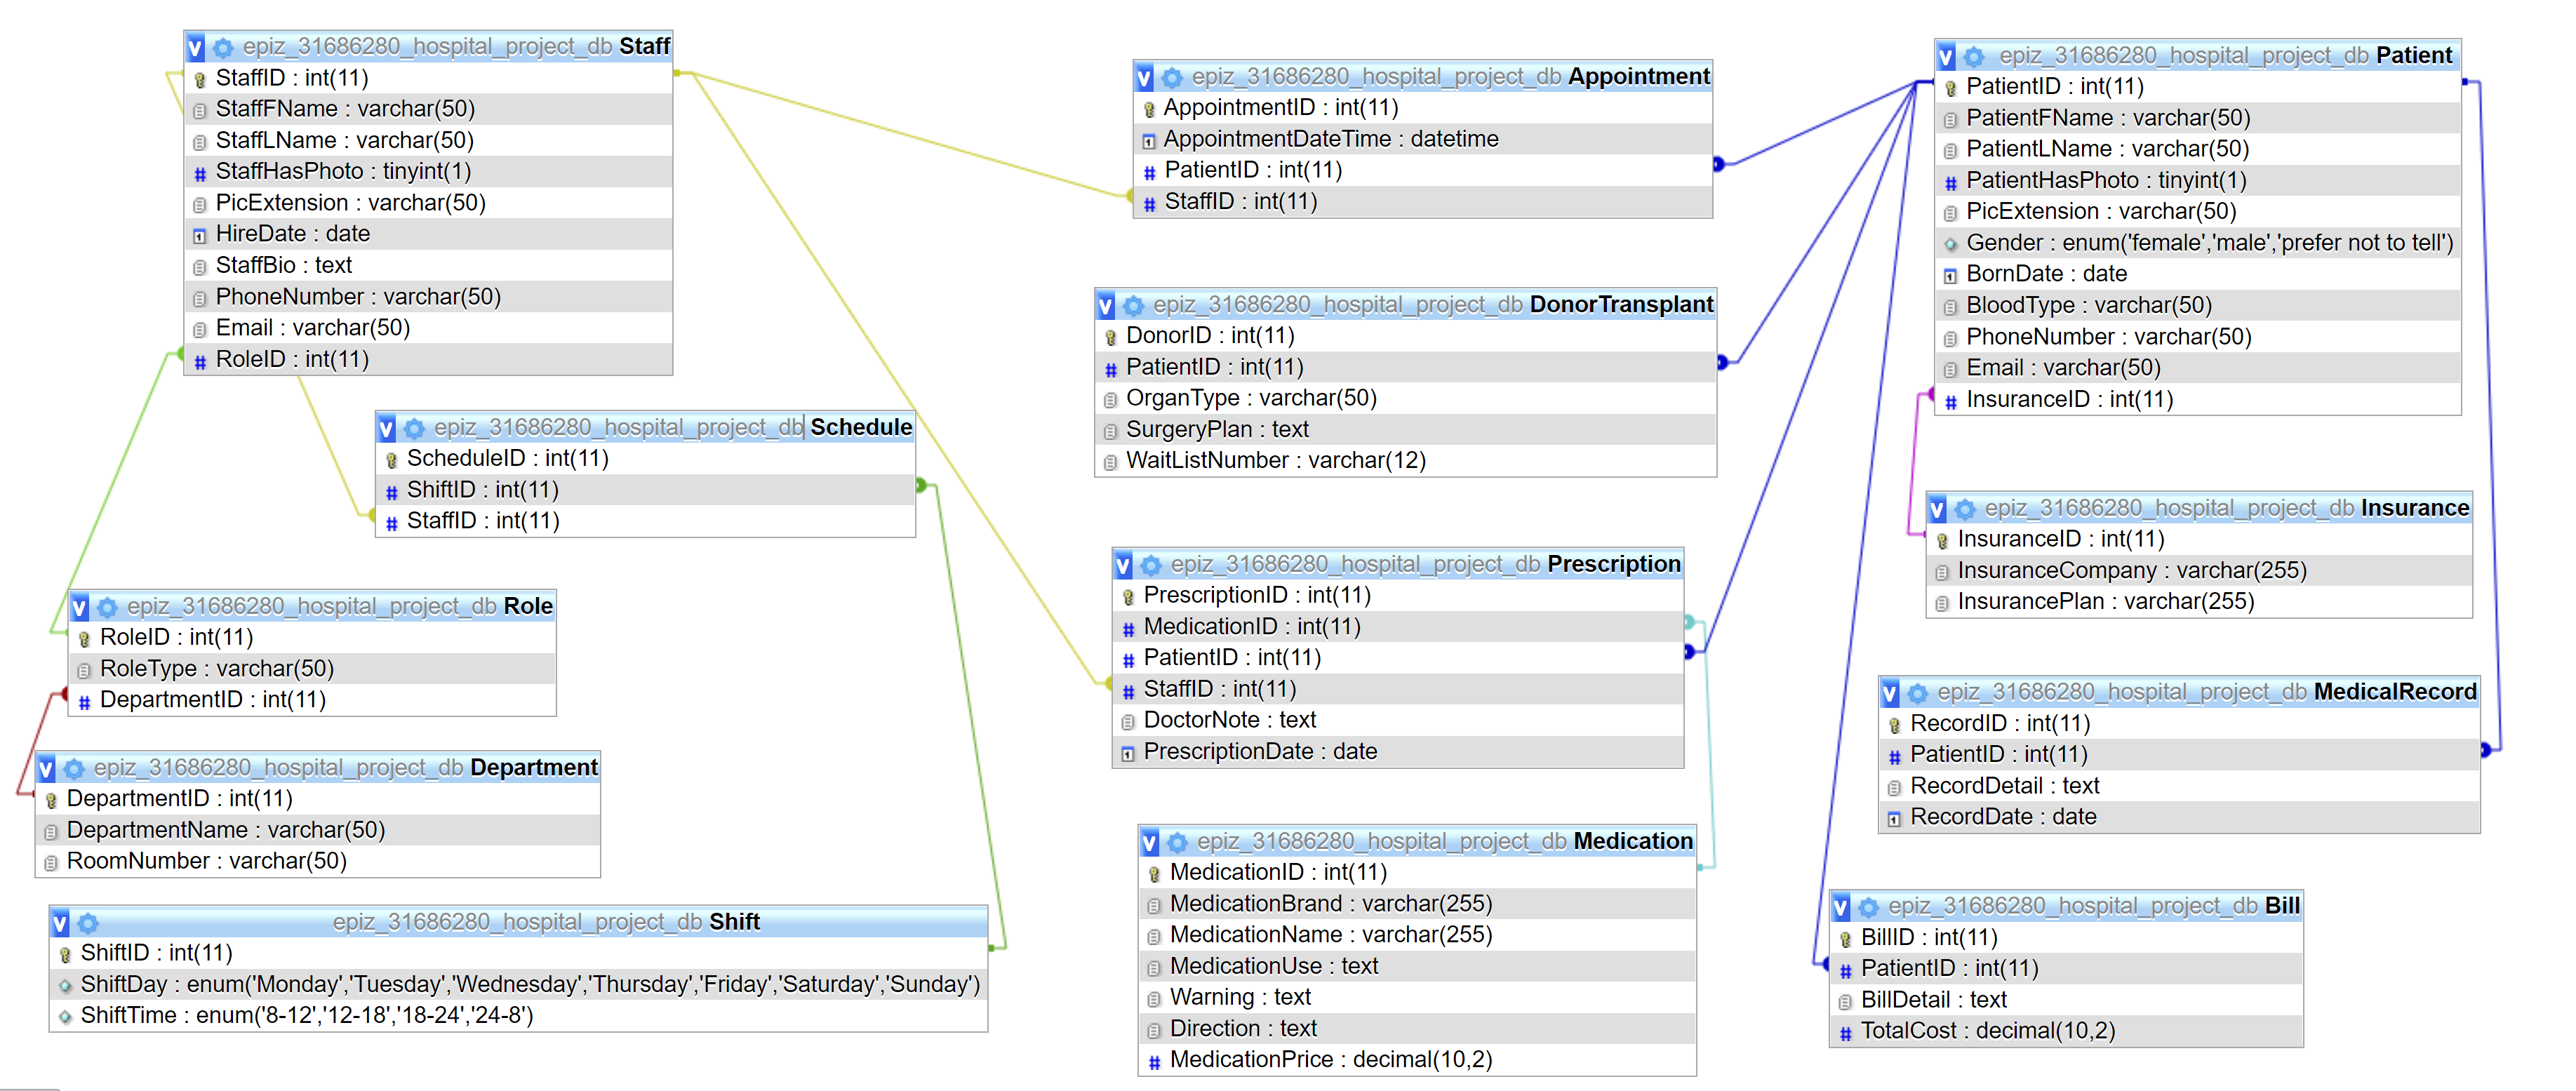 epiz_31686280_hospital_project_db Staff
StaffID : int(11)
StaffFName : varchar(50)
StaffLName : varchar(50)
StaffHasPhoto : tinyint(1)
PicExtension : varchar(50)
HireDate : date
StaffBio : text
PhoneNumber : varchar(50)
Email : varchar(50)
RoleID : int(11)
epiz_31686280_hospital_project_db Schedule
ScheduleID : int(11)
ShiftID : int(11)
StaffID : int(11)
epiz_31686280_hospital_project_db Role
RoleID : int(11)
RoleType : varchar(50)
DepartmentID : int(11)
epiz_31686280_hospital_project_db Department
DepartmentID : int(11)
DepartmentName : varchar(50)
RoomNumber : varchar(50)
epiz_31686280_hospital_project_db Shift
ShiftID : int(11)
ShiftDay : enum('Monday','Tuesday','Wednesday','Thursday','Friday','Saturday','Sunday')
ShiftTime : enum('8-12','12-18','18-24','24-8')
epiz_31686280_hospital_project_db Appointment
AppointmentID : int(11)
AppointmentDateTime : datetime
PatientID : int(11)
StaffID : int(11)
epiz_31686280_hospital_project_db DonorTransplant
DonorID : int(11)
PatientID : int(11)
OrganType : varchar(50)
SurgeryPlan : text
WaitListNumber : varchar(12)
epiz_31686280_hospital_project_db Prescription
PrescriptionID : int(11)
MedicationID : int(11)
PatientID : int(11)
StaffID : int(11)
DoctorNote : text
PrescriptionDate : date
epiz_31686280_hospital_project_db Medication
MedicationID : int(11)
MedicationBrand : varchar(255)
MedicationName : varchar(255)
MedicationUse : text
Warning : text
Direction : text
MedicationPrice : decimal(10,2)
epiz_31686280_hospital_project_db Patient
PatientID : int(11)
PatientFName : varchar(50)
PatientLName : varchar(50)
PatientHasPhoto : tinyint(1)
PicExtension : varchar(50)
Gender : enum('female','male','prefer not to tell')
BornDate : date
BloodType : varchar(50)
PhoneNumber : varchar(50)
Email : varchar(50)
InsuranceID : int(11)
epiz_31686280_hospital_project_db Insurance
InsuranceID : int(11)
InsuranceCompany : varchar(255)
InsurancePlan : varchar(255)
epiz_31686280_hospital_project_db MedicalRecord
RecordID : int(11)
PatientID : int(11)
RecordDetail : text
RecordDate : date
epiz_31686280_hospital_project_db Bill
BillID : int(11)
PatientID : int(11)
BillDetail : text
TotalCost : decimal(10,2)